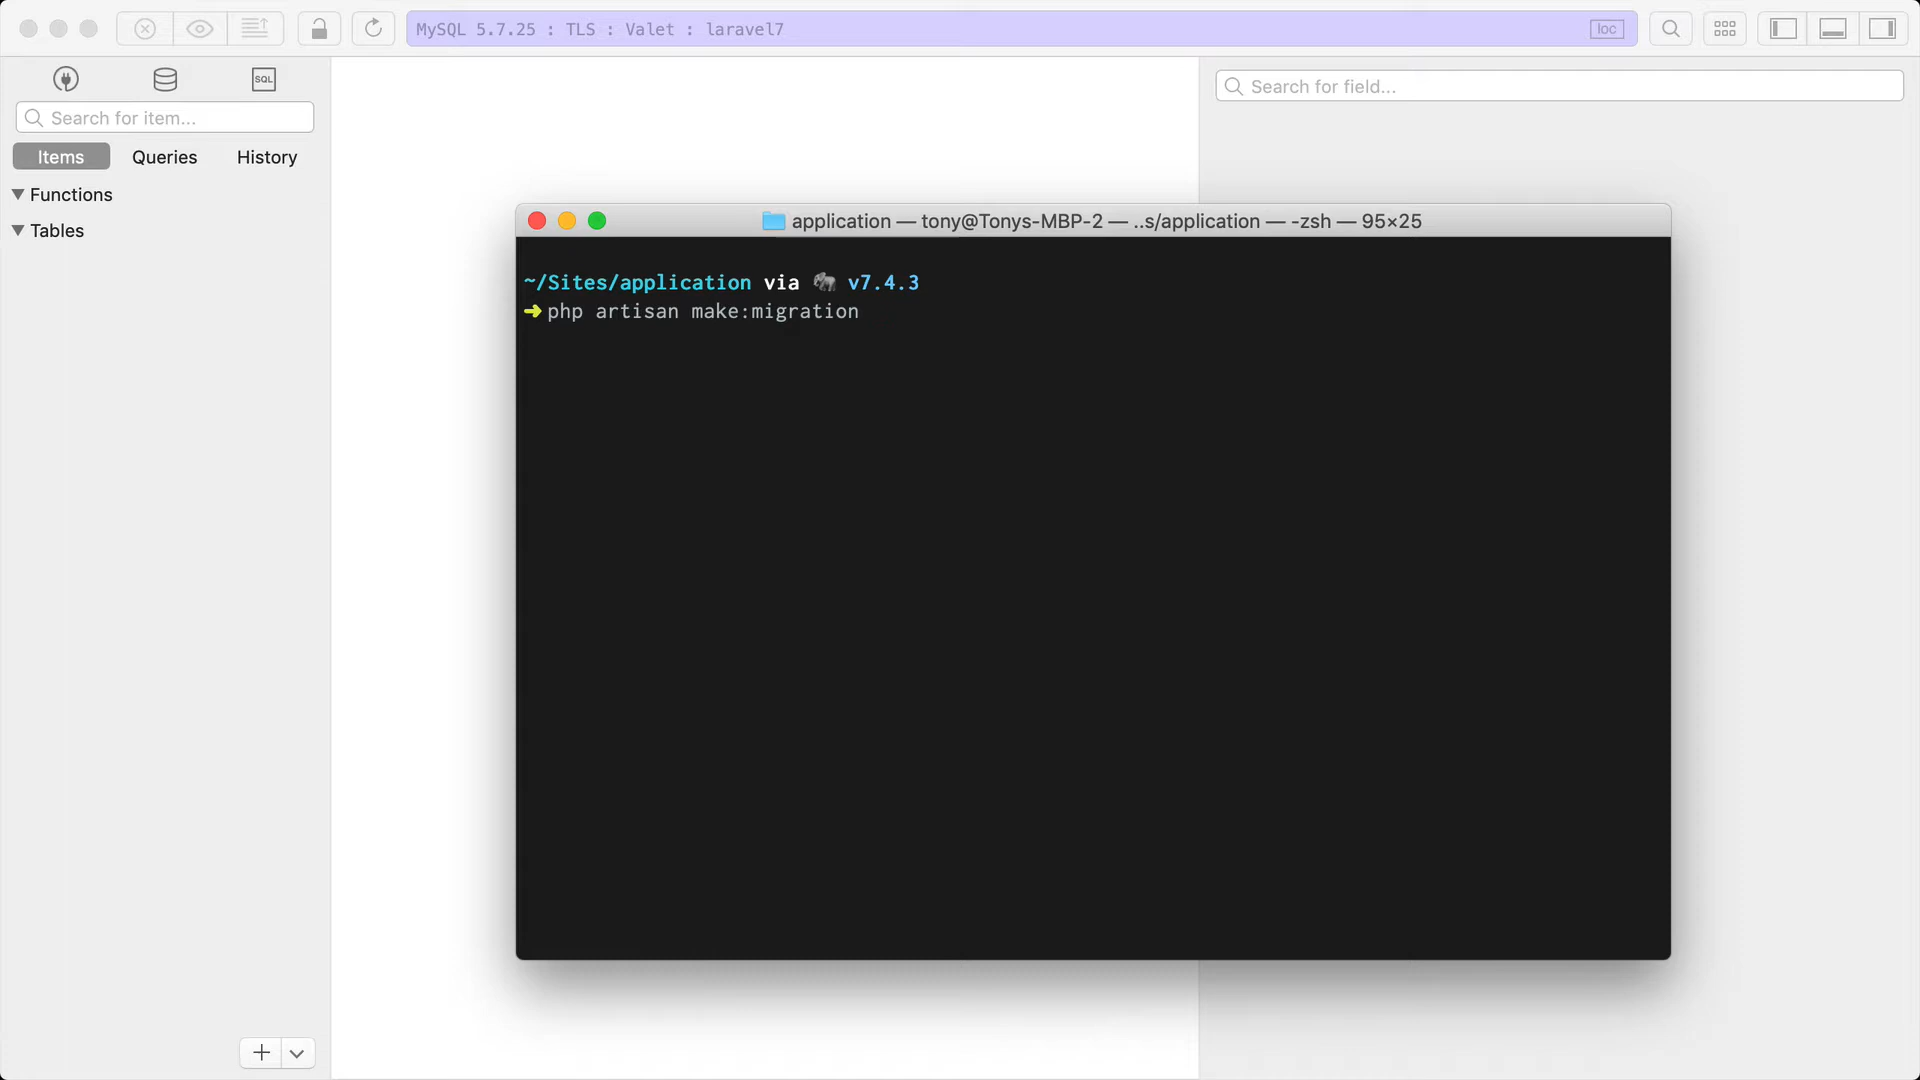 MySQL 5.7.25 : TLS : Valet : laravel7
loc
SQL
Search for item...
Search for field...
Items
Queries
History
Functions
Tables
application — tony@Tonys-MBP-2 — ..s/application — -zsh — 95×25
~/Sites/application via 🐘 v7.4.3
➜ php artisan make:migration